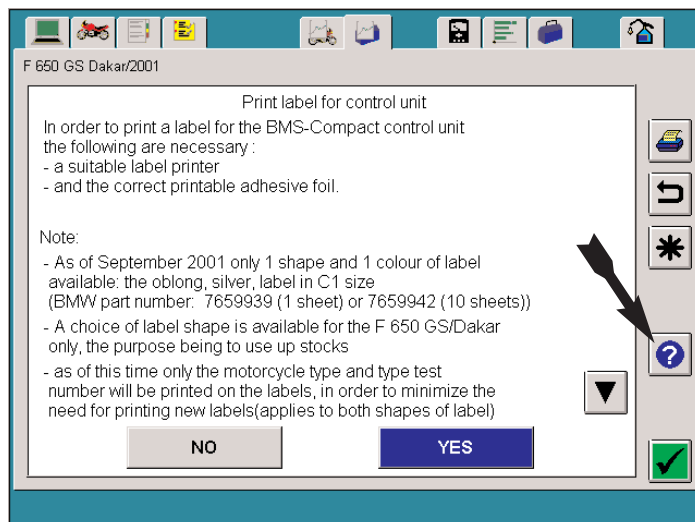 F 650 GS Dakar/2001
Print label for control unit
In order to print a label for the BMS-Compact control unit
the following are necessary :
- a suitable label printer
- and the correct printable adhesive foil.
Note:
- As of September 2001 only 1 shape and 1 colour of label
available: the oblong, silver, label in C1 size
(BMW part number: 7659939 (1 sheet) or 7659942 (10 sheets))
- A choice of label shape is available for the F 650 GS/Dakar
only, the purpose being to use up stocks
- as of this time only the motorcycle type and type test
number will be printed on the labels, in order to minimize the
need for printing new labels(applies to both shapes of label)
NO
YES
?